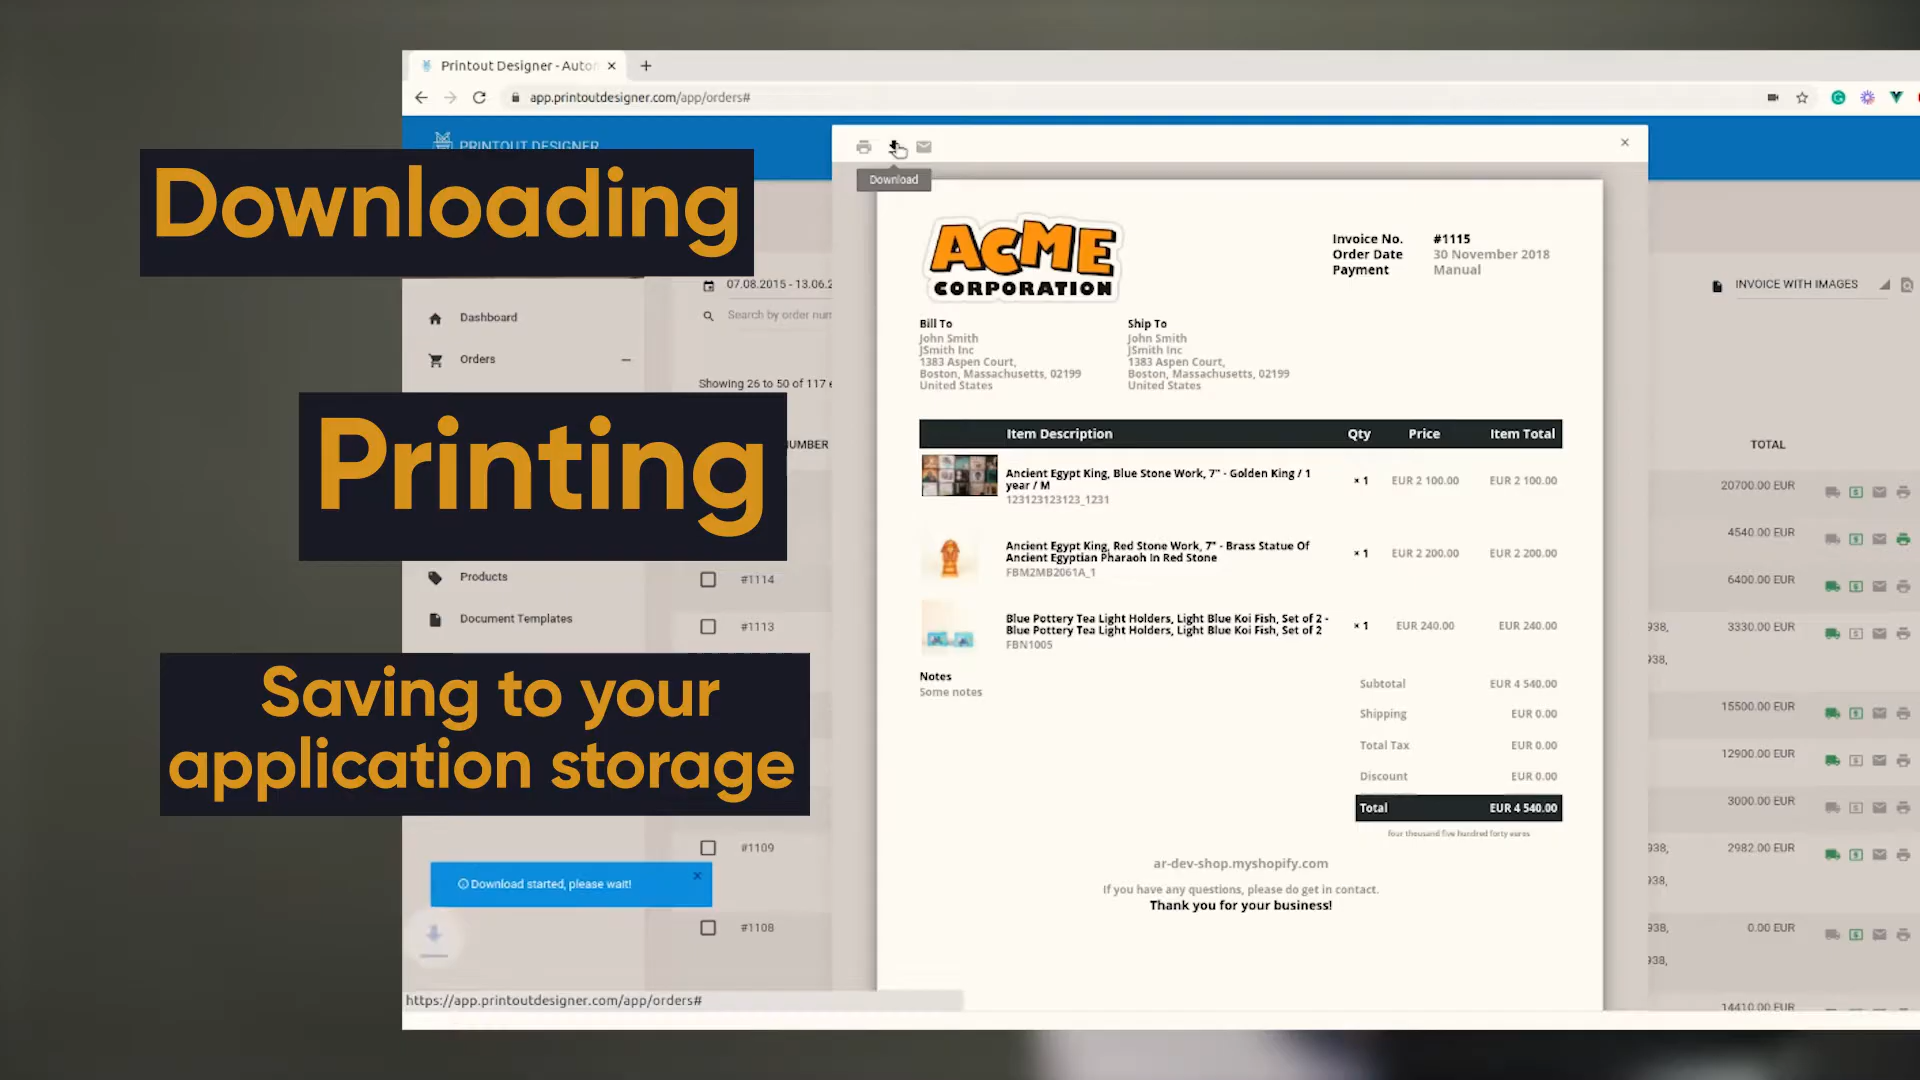 Printout Designer - Autor
app.printoutdesigner.com/app/orders#
PRINTOUT DESIGNER
Downloading
Printing
Saving to your
application storage
Dashboard
Orders
Products
Document Templates
07.08.2015 - 13.06.2
Search by order num
Showing 26 to 50 of 117 e
UMBER
#1114
#1113
#1109
#1108
Download started, please wait!
https://app.printoutdesigner.com/app/orders#
Download
ACME
CORPORATION
Invoice No. #1115
Order Date 30 November 2018
Payment Manual
Bill To
John Smith
JSmith Inc
1383 Aspen Court,
Boston, Massachusetts, 02199
United States
Ship To
John Smith
JSmith Inc
1383 Aspen Court,
Boston, Massachusetts, 02199
United States
Item Description Qty Price Item Total
Ancient Egypt King, Blue Stone Work, 7" - Golden King / 1
year / M
123123123123_1231
× 1 EUR 2 100.00 EUR 2 100.00
Ancient Egypt King, Red Stone Work, 7" - Brass Statue Of
Ancient Egyptian Pharaoh In Red Stone
FBM2MB2061A_1
× 1 EUR 2 200.00 EUR 2 200.00
Blue Pottery Tea Light Holders, Light Blue Koi Fish, Set of 2 -
Blue Pottery Tea Light Holders, Light Blue Koi Fish, Set of 2
FBN1005
× 1 EUR 240.00 EUR 240.00
Notes
Some notes
Subtotal EUR 4 540.00
Shipping EUR 0.00
Total Tax EUR 0.00
Discount EUR 0.00
Total EUR 4 540.00
four thousand five hundred forty euros
ar-dev-shop.myshopify.com
If you have any questions, please do get in contact.
Thank you for your business!
INVOICE WITH IMAGES
TOTAL
20700.00 EUR
4540.00 EUR
6400.00 EUR
938, 3330.00 EUR
938,
15500.00 EUR
12900.00 EUR
3000.00 EUR
938, 2982.00 EUR
938,
938, 0.00 EUR
938,
14410.00 EUR